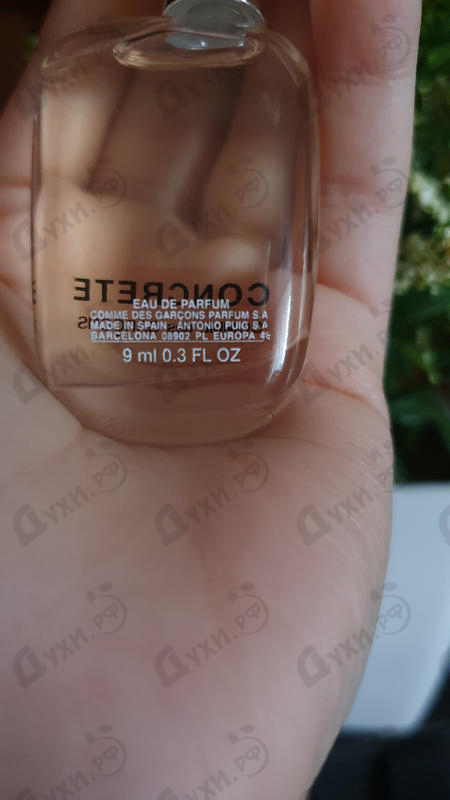 CONCRETE
EAU DE PARFUM
COMME DES GARÇONS PARFUM S.A
MADE IN SPAIN - ANTONIO PUIG S.A
BARCELONA 08902 PL EUROPA 46
9 ml 0.3 FL OZ
Духи.РФ